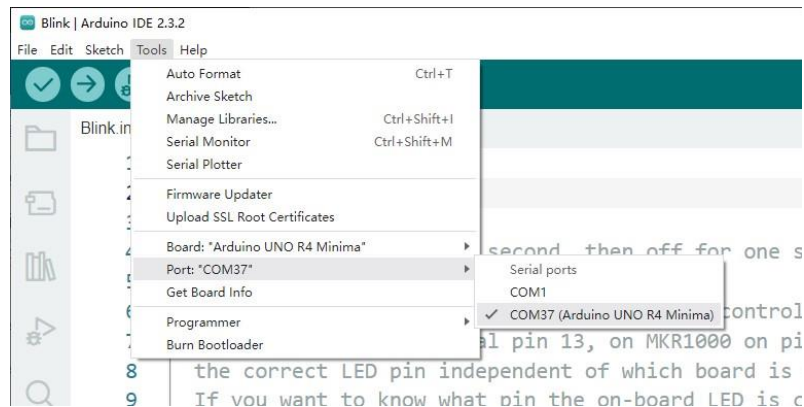 Blink | Arduino IDE 2.3.2
File Edit Sketch Tools Help
Auto Format Ctrl+T
Archive Sketch
Manage Libraries... Ctrl+Shift+I
Serial Monitor Ctrl+Shift+M
Serial Plotter
Firmware Updater
Upload SSL Root Certificates
Board: "Arduino UNO R4 Minima"
Port: "COM37"
Get Board Info
Programmer
Burn Bootloader
Serial ports
COM1
COM37 (Arduino UNO R4 Minima)
Blink.in
second, then off for one s
control
al pin 13, on MKR1000 on pi
8 the correct LED pin independent of which board is
9 If you want to know what pin the on-board LED is c